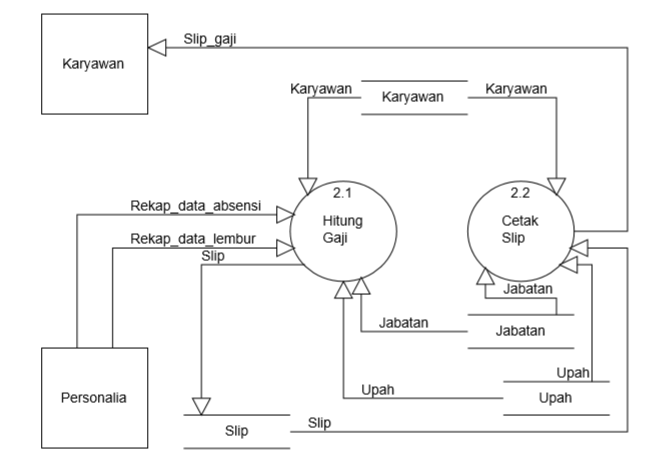 Slip_gaji
Karyawan
Karyawan
Karyawan
Karyawan
2.1
Hitung
Gaji
2.2
Cetak
Slip
Rekap_data_absensi
Rekap_data_lembur
Slip
Jabatan
Jabatan
Jabatan
Upah
Upah
Upah
Personalia
Slip
Slip